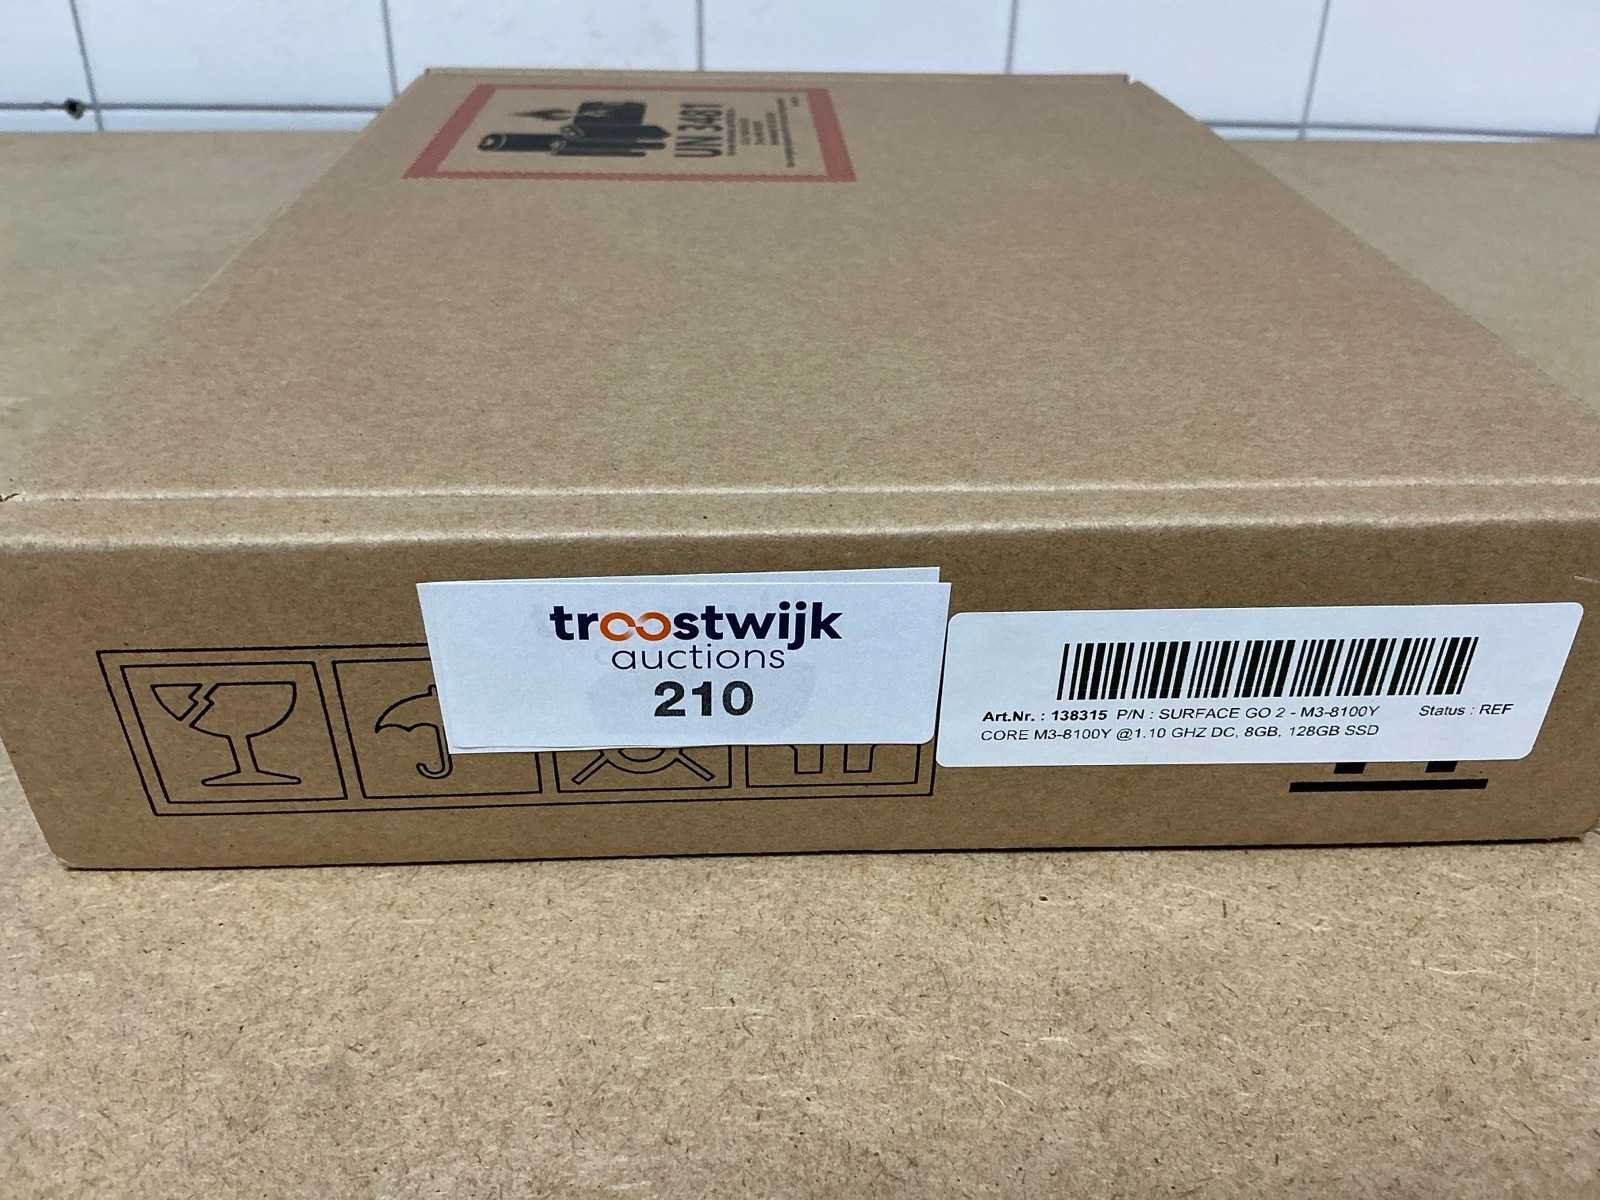 UN 3481
troostwijk
auctions
210
Art.Nr. : 138315 P/N : SURFACE GO 2 - M3-8100Y Status : REF
CORE M3-8100Y @1.10 GHZ DC, 8GB, 128GB SSD